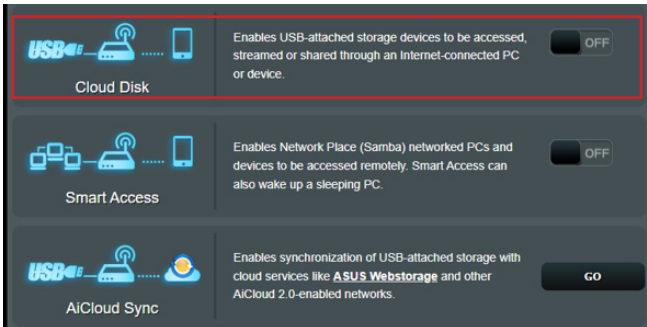 USB
Cloud Disk
Enables USB-attached storage devices to be accessed,
streamed or shared through an Internet-connected PC
or device.
OFF
Smart Access
Enables Network Place (Samba) networked PCs and
devices to be accessed remotely. Smart Access can
also wake up a sleeping PC.
OFF
USB
AiCloud Sync
Enables synchronization of USB-attached storage with
cloud services like ASUS Webstorage and other
AiCloud 2.0-enabled networks.
GO